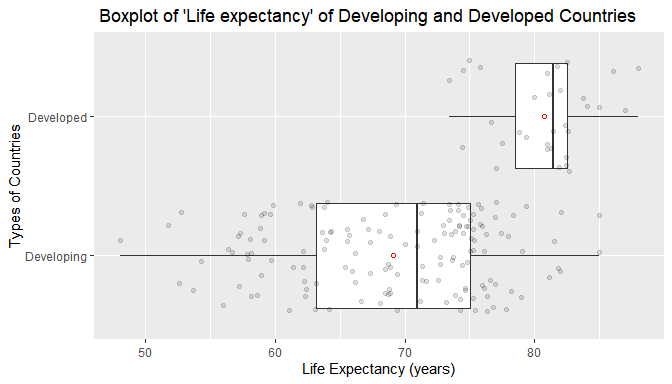 Boxplot of 'Life expectancy' of Developing and Developed Countries
Types of Countries
Developed
Developing
50 60 70 80
Life Expectancy (years)